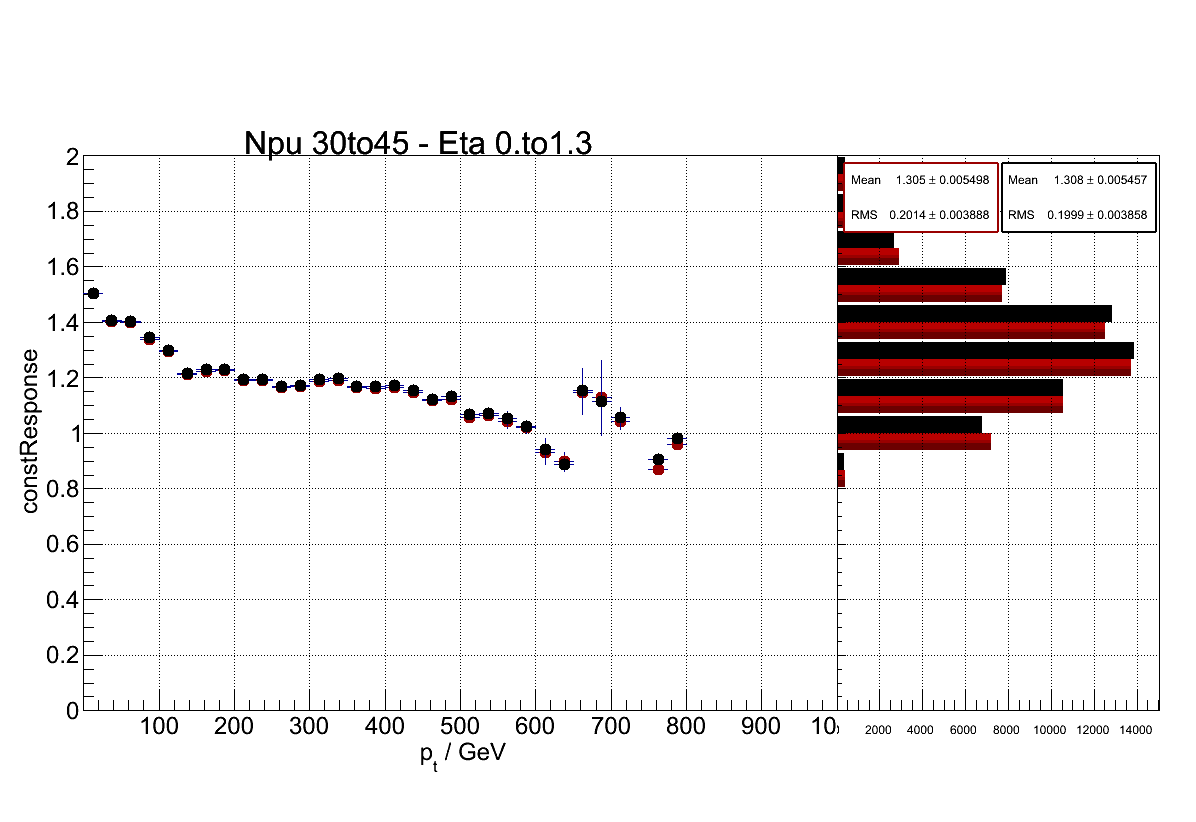 Npu 30to45 - Eta 0.to1.3
constResponse
2
1.8
1.6
1.4
1.2
1
0.8
0.6
0.4
0.2
0
100 200 300 400 500 600 700 800 900 10
p_t / GeV
Mean 1.305 ± 0.005498
RMS 0.2014 ± 0.003888
Mean 1.308 ± 0.005457
RMS 0.1999 ± 0.003858
2000 4000 6000 8000 10000 12000 14000